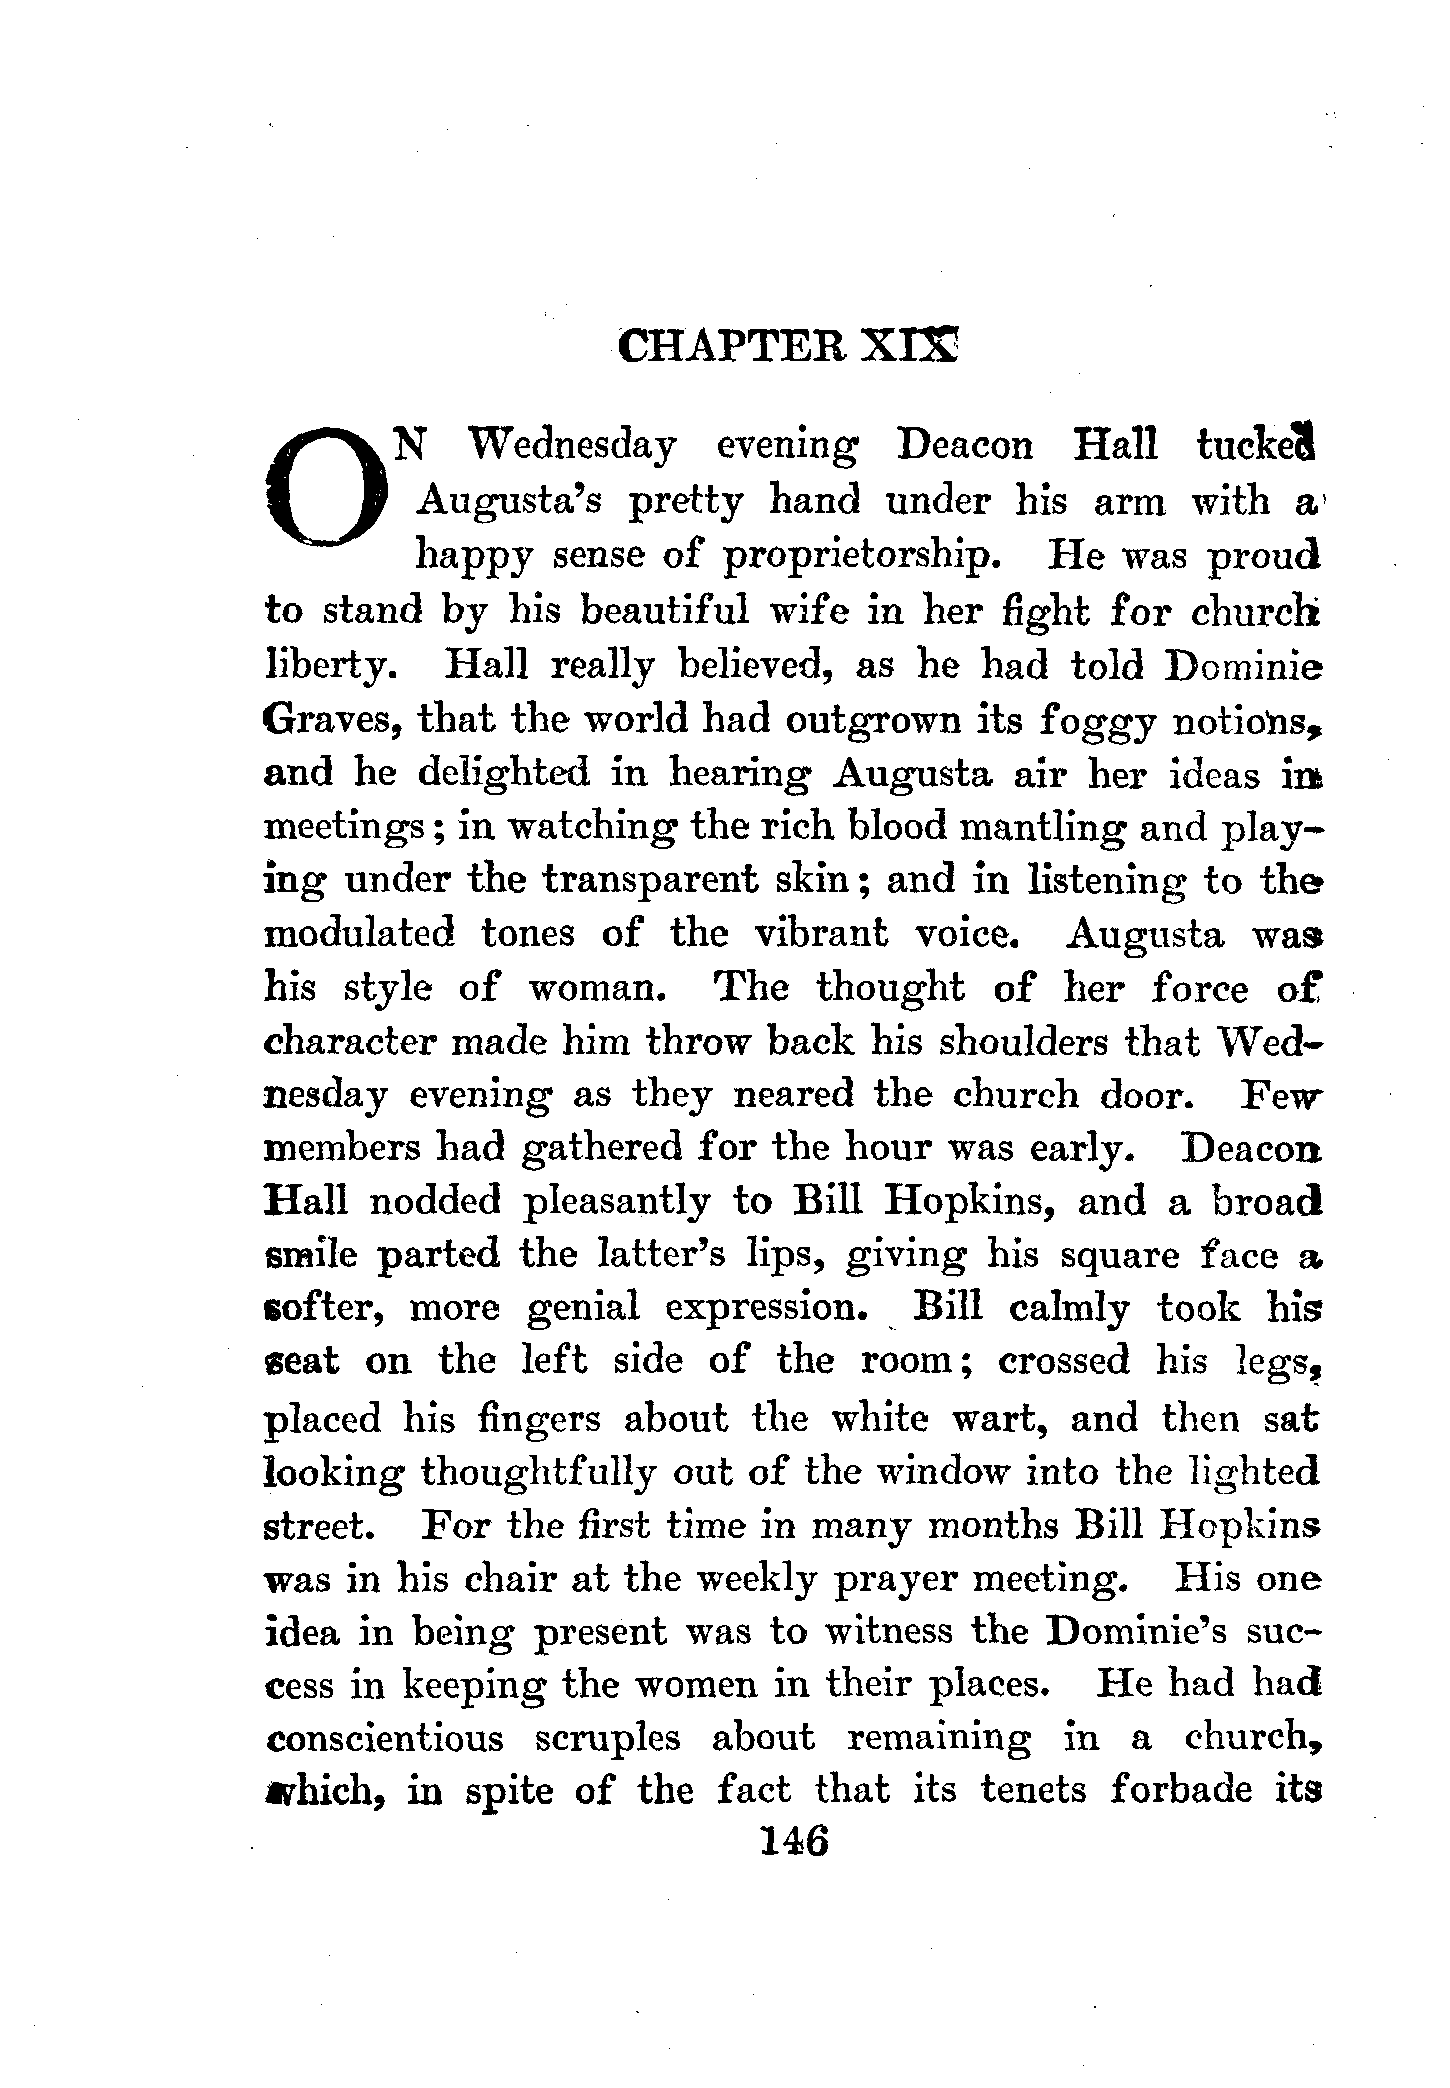 CHAPTER XIX
ON Wednesday evening Deacon Hall tucked
Augusta's pretty hand under his arm with a
happy sense of proprietorship. He was proud
to stand by his beautiful wife in her fight for church
liberty. Hall really believed, as he had told Dominie
Graves, that the world had outgrown its foggy notions,
and he delighted in hearing Augusta air her ideas in
meetings; in watching the rich blood mantling and play-
ing under the transparent skin; and in listening to the
modulated tones of the vibrant voice. Augusta was
his style of woman. The thought of her force of
character made him throw back his shoulders that Wed-
nesday evening as they neared the church door. Few
members had gathered for the hour was early. Deacon
Hall nodded pleasantly to Bill Hopkins, and a broad
smile parted the latter's lips, giving his square face a
softer, more genial expression. Bill calmly took his
seat on the left side of the room; crossed his legs,
placed his fingers about the white wart, and then sat
looking thoughtfully out of the window into the lighted
street. For the first time in many months Bill Hopkins
was in his chair at the weekly prayer meeting. His one
idea in being present was to witness the Dominie's suc-
cess in keeping the women in their places. He had had
conscientious scruples about remaining in a church,
which, in spite of the fact that its tenets forbade its
146